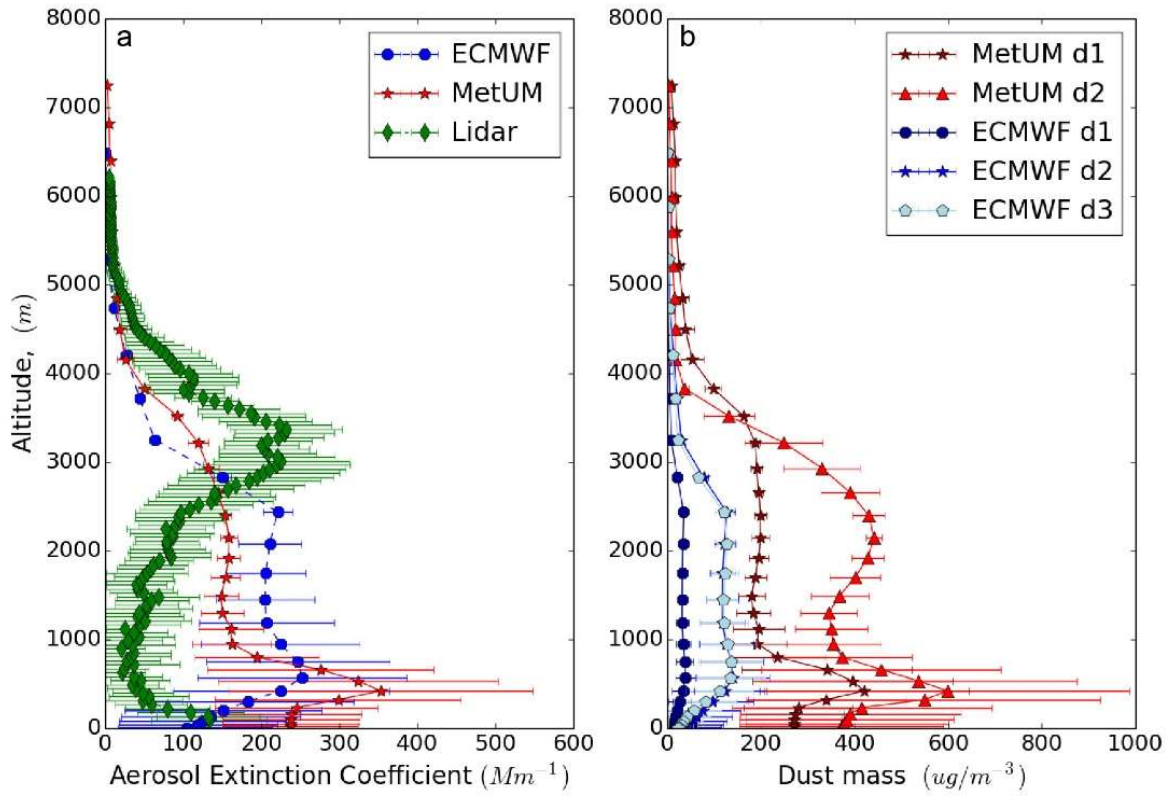 a
ECMWF
MetUM
Lidar
8000
7000
6000
5000
4000
3000
2000
1000
0
Altitude, (m)
0 100 200 300 400 500 600
Aerosol Extinction Coefficient (Mm⁻¹)
b
MetUM d1
MetUM d2
ECMWF d1
ECMWF d2
ECMWF d3
8000
7000
6000
5000
4000
3000
2000
1000
0
0 200 400 600 800 1000
Dust mass (ug/m⁻³)